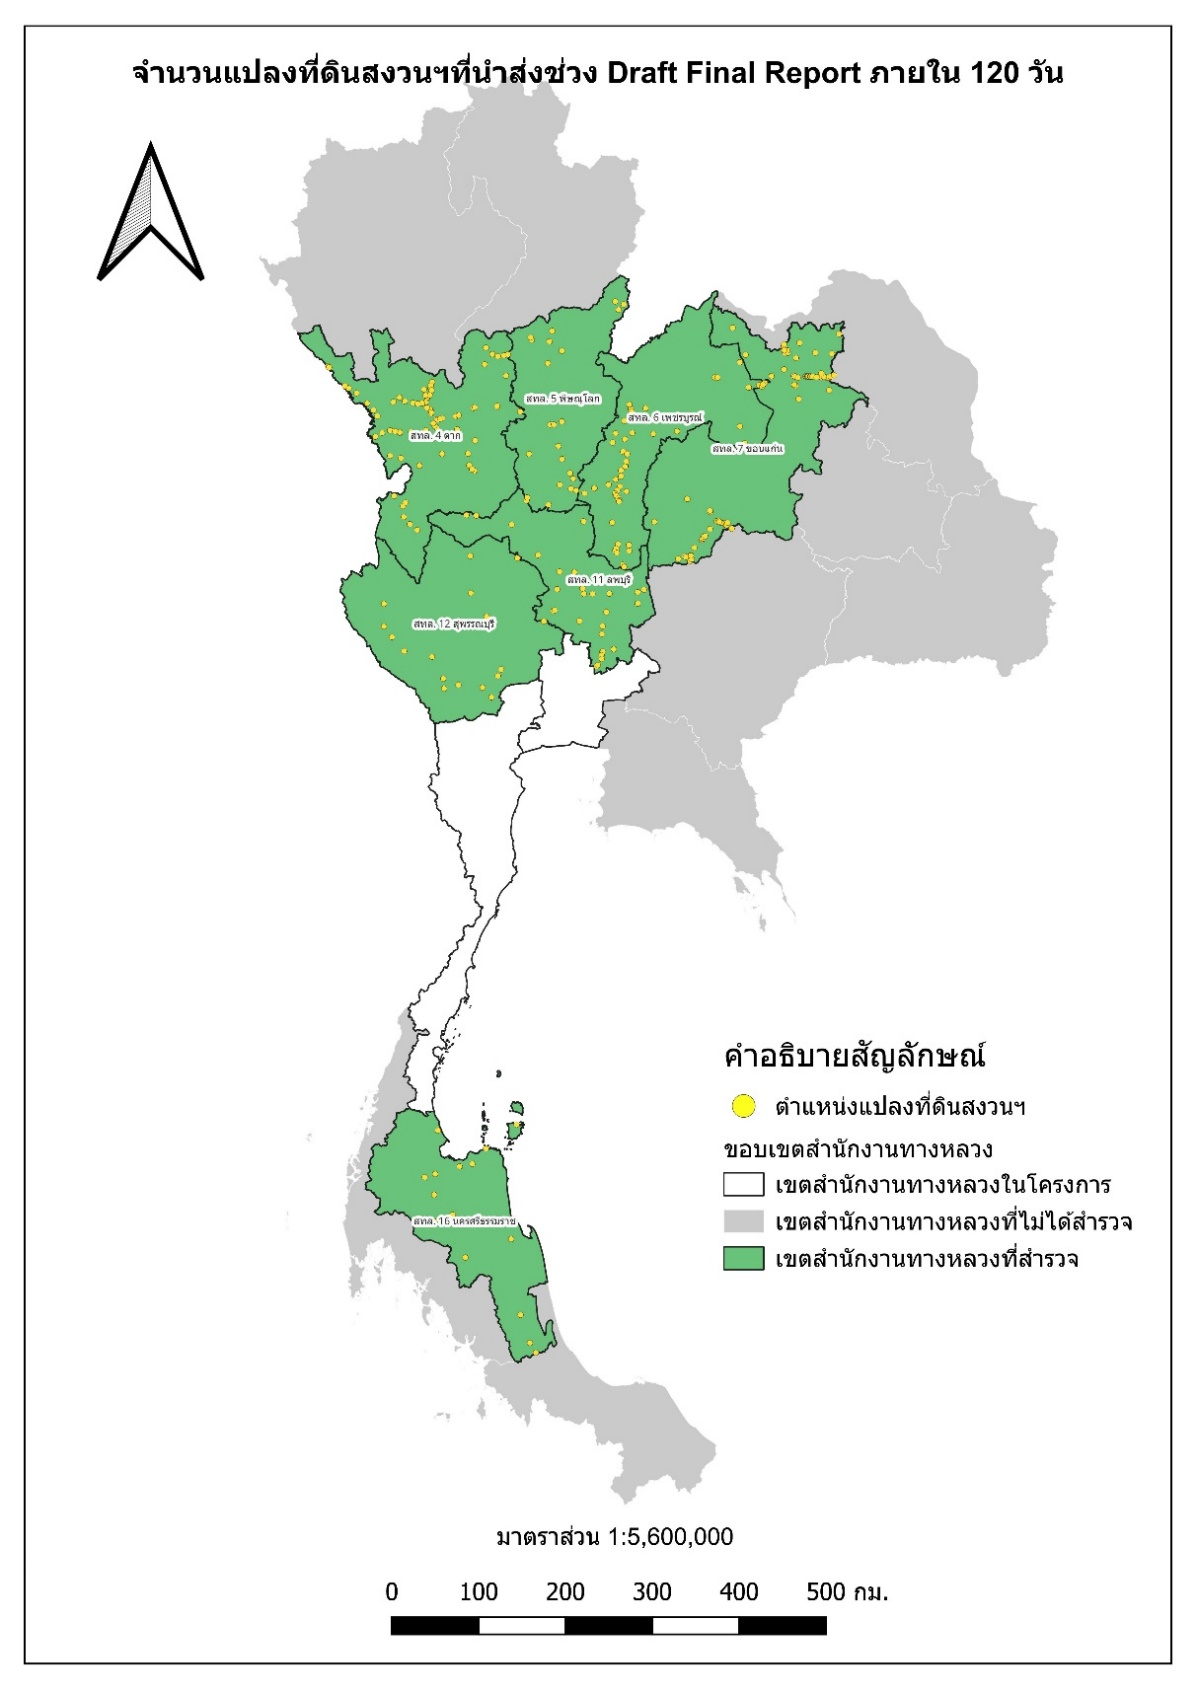 จำนวนแปลงที่ดินสงวนฯที่นำส่งช่วง Draft Final Report ภายใน 120 วัน
สทล. 5 พิษณุโลก
สทล. 6 เพชรบูรณ์
สทล. 4 ตาก
สทล. 7 ขอนแก่น
สทล. 11 ลพบุรี
สทล. 12 สุพรรณบุรี
คำอธิบายสัญลักษณ์
ตำแหน่งแปลงที่ดินสงวนฯ
ขอบเขตสำนักงานทางหลวง
เขตสำนักงานทางหลวงในโครงการ
เขตสำนักงานทางหลวงที่ไม่ได้สำรวจ
เขตสำนักงานทางหลวงที่สำรวจ
สทล. 16 นครศรีธรรมราช
มาตราส่วน 1:5,600,000
0 100 200 300 400 500 กม.